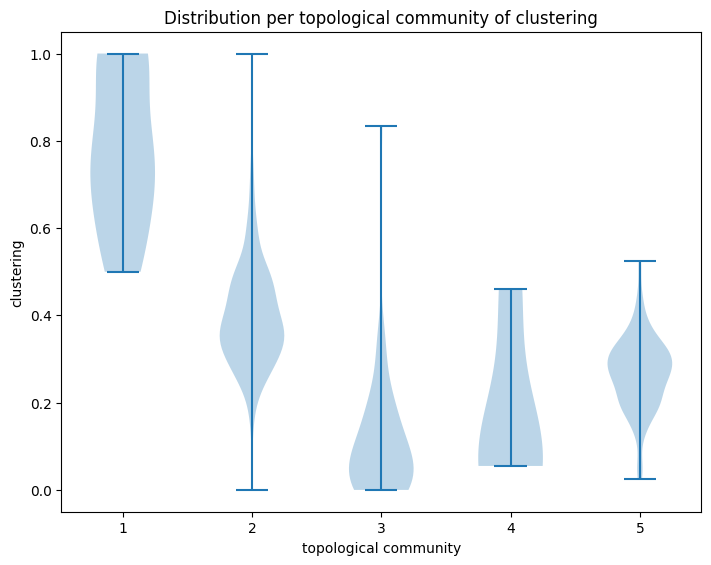 Distribution per topological community of clustering
clustering
1.0
0.8
0.6
0.4
0.2
0.0
1 2 3 4 5
topological community